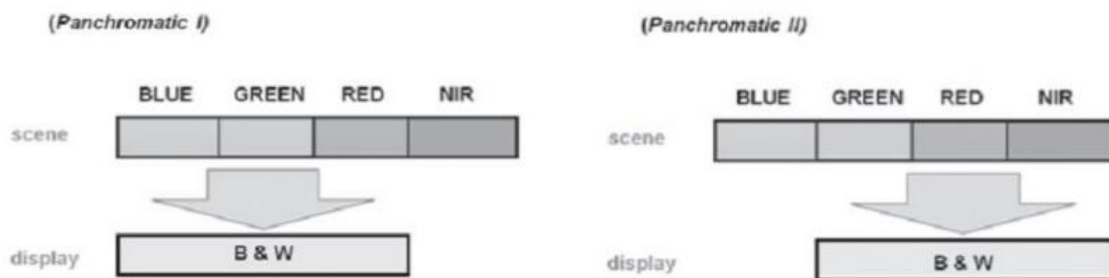 (Panchromatic I)
BLUE GREEN RED NIR
scene
B & W
display
(Panchromatic II)
BLUE GREEN RED NIR
scene
B & W
display